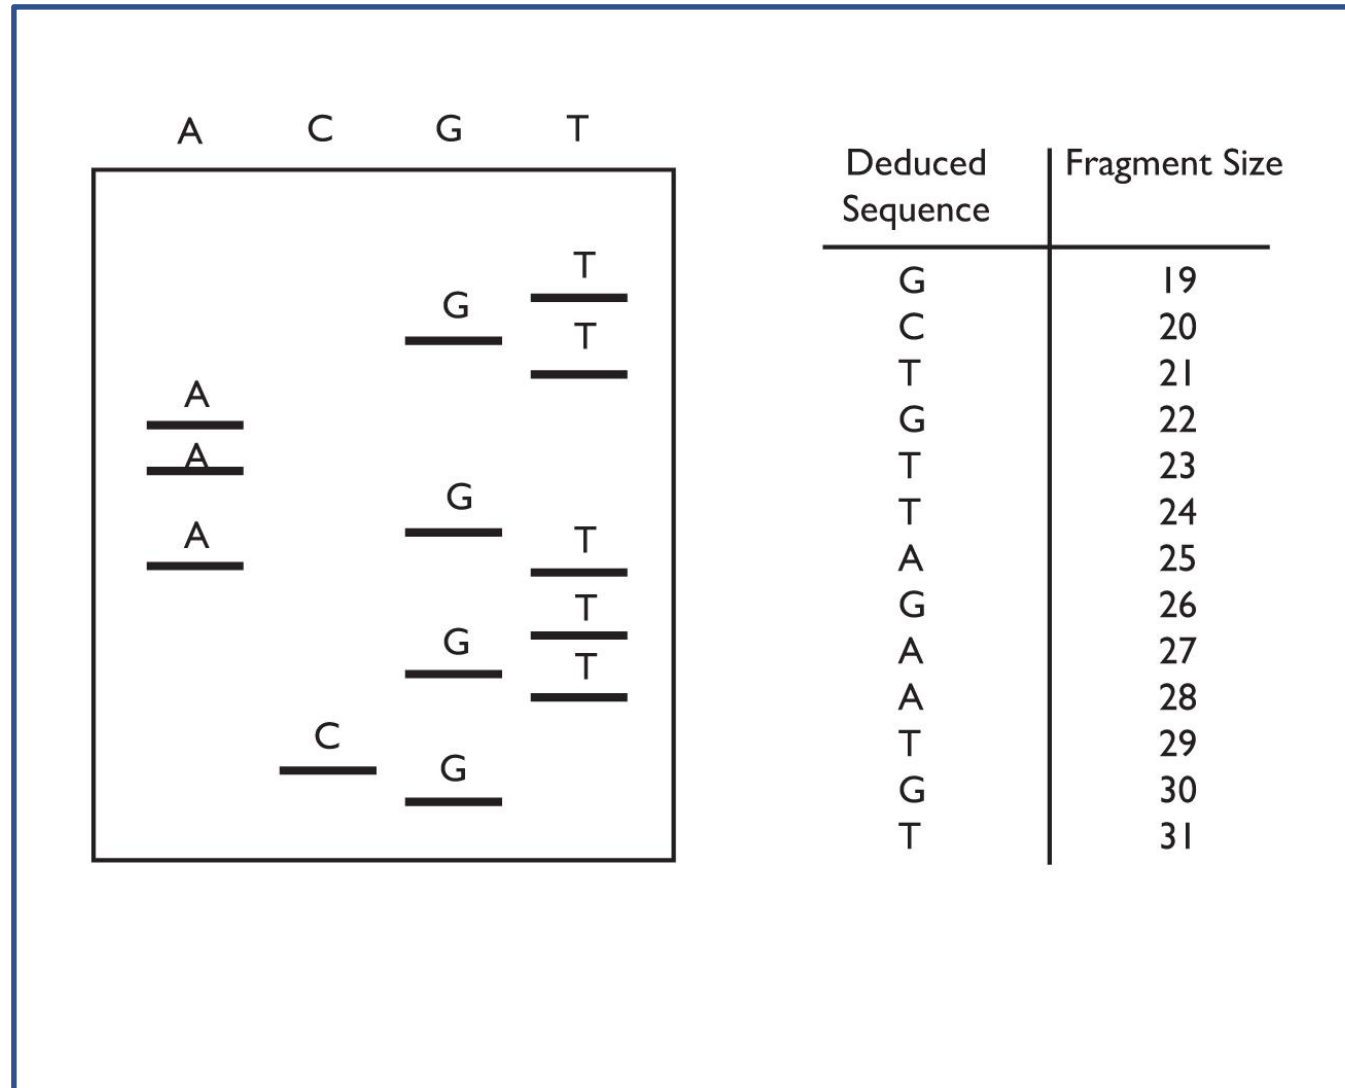 A C G T
T
G
T
A
A
G
A
T
T
G
T
C
G
Deduced Sequence Fragment Size
G 19
C 20
T 21
G 22
T 23
T 24
A 25
G 26
A 27
A 28
T 29
G 30
T 31